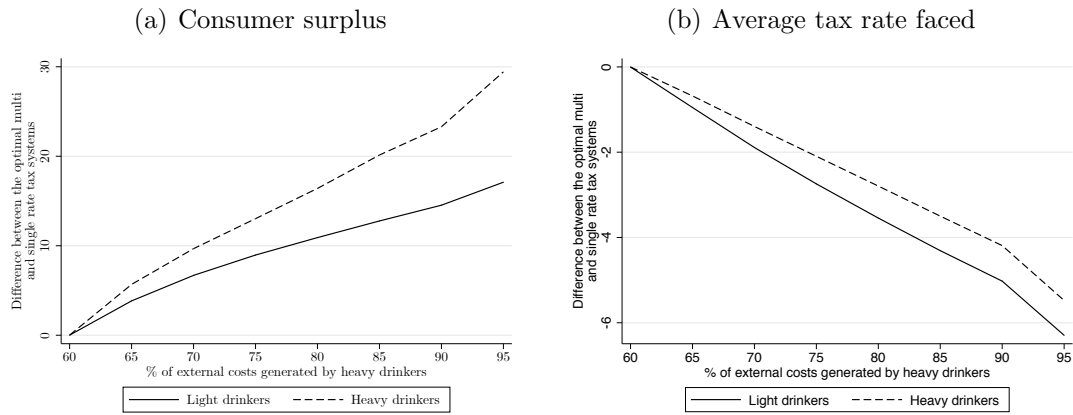 (a) Consumer surplus
Difference between the optimal multi
and single rate tax systems
30
20
10
0
60 65 70 75 80 85 90 95
% of external costs generated by heavy drinkers
Light drinkers Heavy drinkers
(b) Average tax rate faced
Difference between the optimal multi
and single rate tax systems
0
-2
-4
-6
60 65 70 75 80 85 90 95
% of external costs generated by heavy drinkers
Light drinkers Heavy drinkers